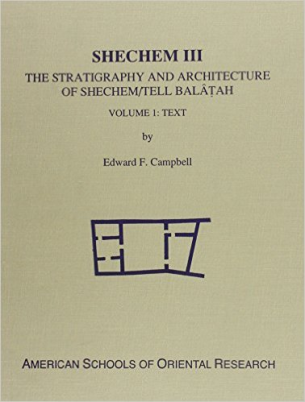 SHECHEM III
THE STRATIGRAPHY AND ARCHITECTURE
OF SHECHEM/TELL BALÂṬAH
VOLUME 1: TEXT
by
Edward F. Campbell
AMERICAN SCHOOLS OF ORIENTAL RESEARCH